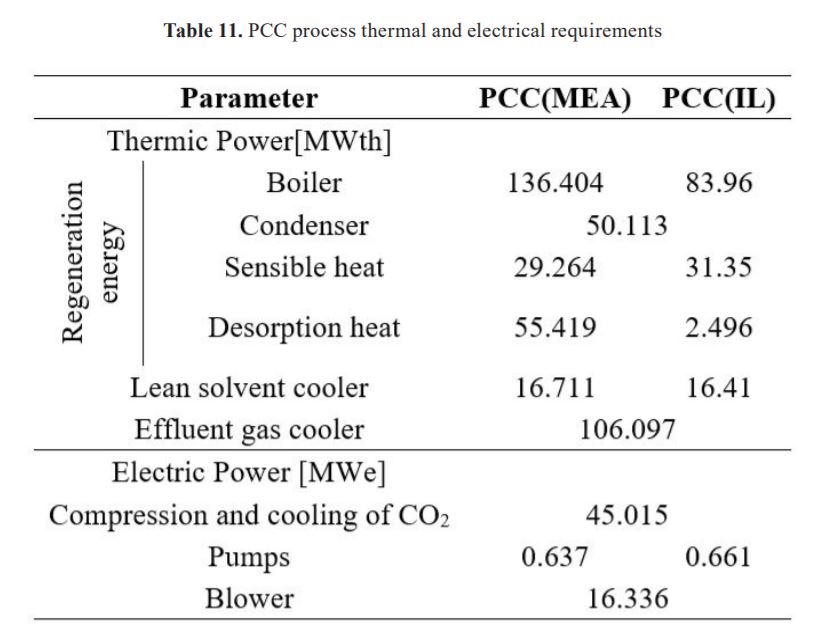 Table 11. PCC process thermal and electrical requirements
Parameter PCC(MEA) PCC(IL)
Thermic Power[MWth]
Regeneration
energy
Boiler 136.404 83.96
Condenser 50.113
Sensible heat 29.264 31.35
Desorption heat 55.419 2.496
Lean solvent cooler 16.711 16.41
Effluent gas cooler 106.097
Electric Power [MWe]
Compression and cooling of CO₂ 45.015
Pumps 0.637 0.661
Blower 16.336